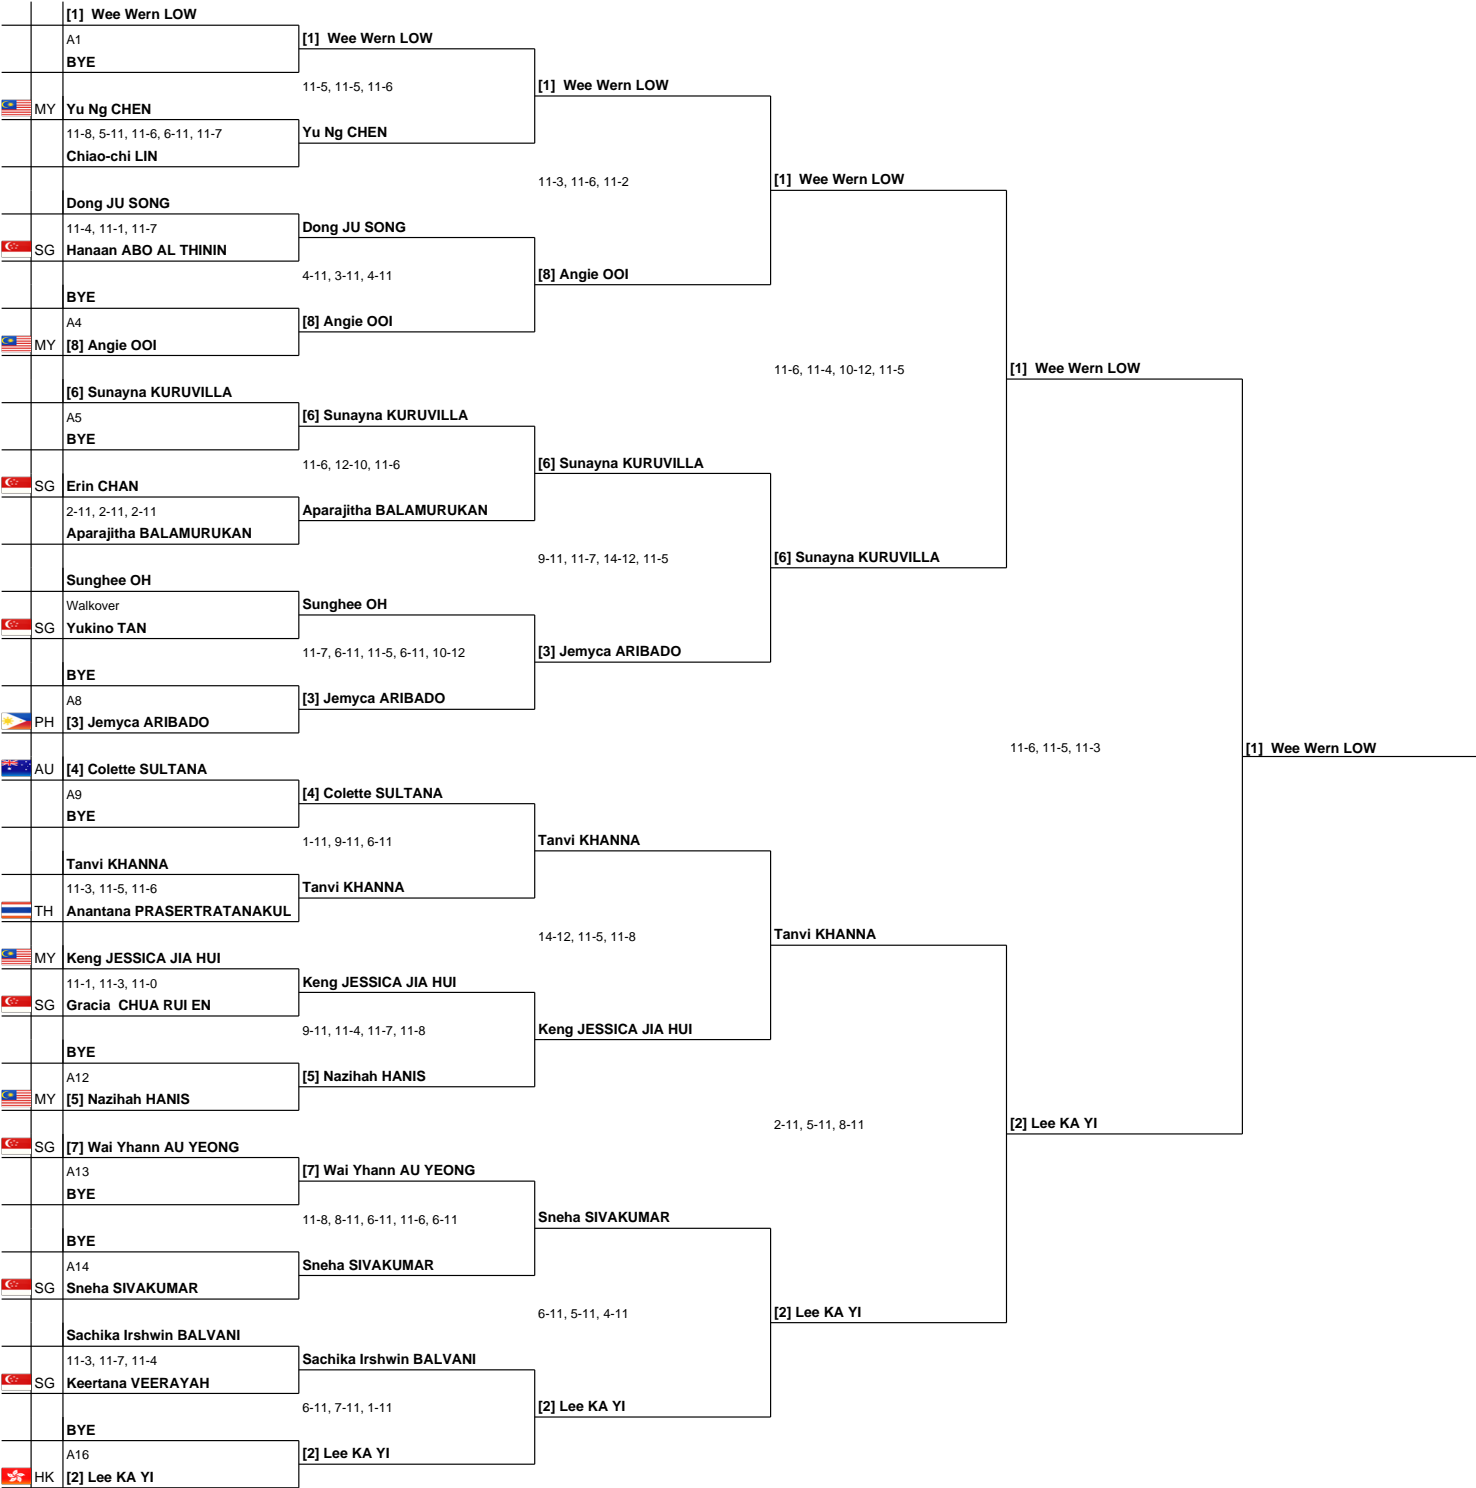 [1]  Wee Wern LOW
A1
[1]  Wee Wern LOW
BYE
11-5, 11-5, 11-6
[1]  Wee Wern LOW
MY Yu Ng CHEN
11-8, 5-11, 11-6, 6-11, 11-7
Yu Ng CHEN
Chiao-chi LIN
11-3, 11-6, 11-2
[1]  Wee Wern LOW
Dong JU SONG
11-4, 11-1, 11-7
Dong JU SONG
SG Hanaan ABO AL THININ
4-11, 3-11, 4-11
[8] Angie OOI
BYE
A4
[8] Angie OOI
MY [8] Angie OOI
11-6, 11-4, 10-12, 11-5
[1]  Wee Wern LOW
[6] Sunayna KURUVILLA
A5
[6] Sunayna KURUVILLA
BYE
11-6, 12-10, 11-6
[6] Sunayna KURUVILLA
SG Erin CHAN
2-11, 2-11, 2-11
Aparajitha BALAMURUKAN
Aparajitha BALAMURUKAN
9-11, 11-7, 14-12, 11-5
[6] Sunayna KURUVILLA
Sunghee OH
Walkover
Sunghee OH
SG Yukino TAN
11-7, 6-11, 11-5, 6-11, 10-12
[3] Jemyca ARIBADO
BYE
A8
[3] Jemyca ARIBADO
PH [3] Jemyca ARIBADO
11-6, 11-5, 11-3
[1]  Wee Wern LOW
AU [4] Colette SULTANA
A9
[4] Colette SULTANA
BYE
1-11, 9-11, 6-11
Tanvi KHANNA
Tanvi KHANNA
11-3, 11-5, 11-6
Tanvi KHANNA
TH Anantana PRASERTRATANAKUL
14-12, 11-5, 11-8
Tanvi KHANNA
MY Keng JESSICA JIA HUI
11-1, 11-3, 11-0
Keng JESSICA JIA HUI
SG Gracia  CHUA RUI EN
9-11, 11-4, 11-7, 11-8
Keng JESSICA JIA HUI
BYE
A12
[5] Nazihah HANIS
MY [5] Nazihah HANIS
2-11, 5-11, 8-11
[2] Lee KA YI
SG [7] Wai Yhann AU YEONG
A13
[7] Wai Yhann AU YEONG
BYE
11-8, 8-11, 6-11, 11-6, 6-11
Sneha SIVAKUMAR
BYE
A14
Sneha SIVAKUMAR
SG Sneha SIVAKUMAR
6-11, 5-11, 4-11
[2] Lee KA YI
Sachika Irshwin BALVANI
11-3, 11-7, 11-4
Sachika Irshwin BALVANI
SG Keertana VEERAYAH
6-11, 7-11, 1-11
[2] Lee KA YI
BYE
A16
[2] Lee KA YI
HK [2] Lee KA YI